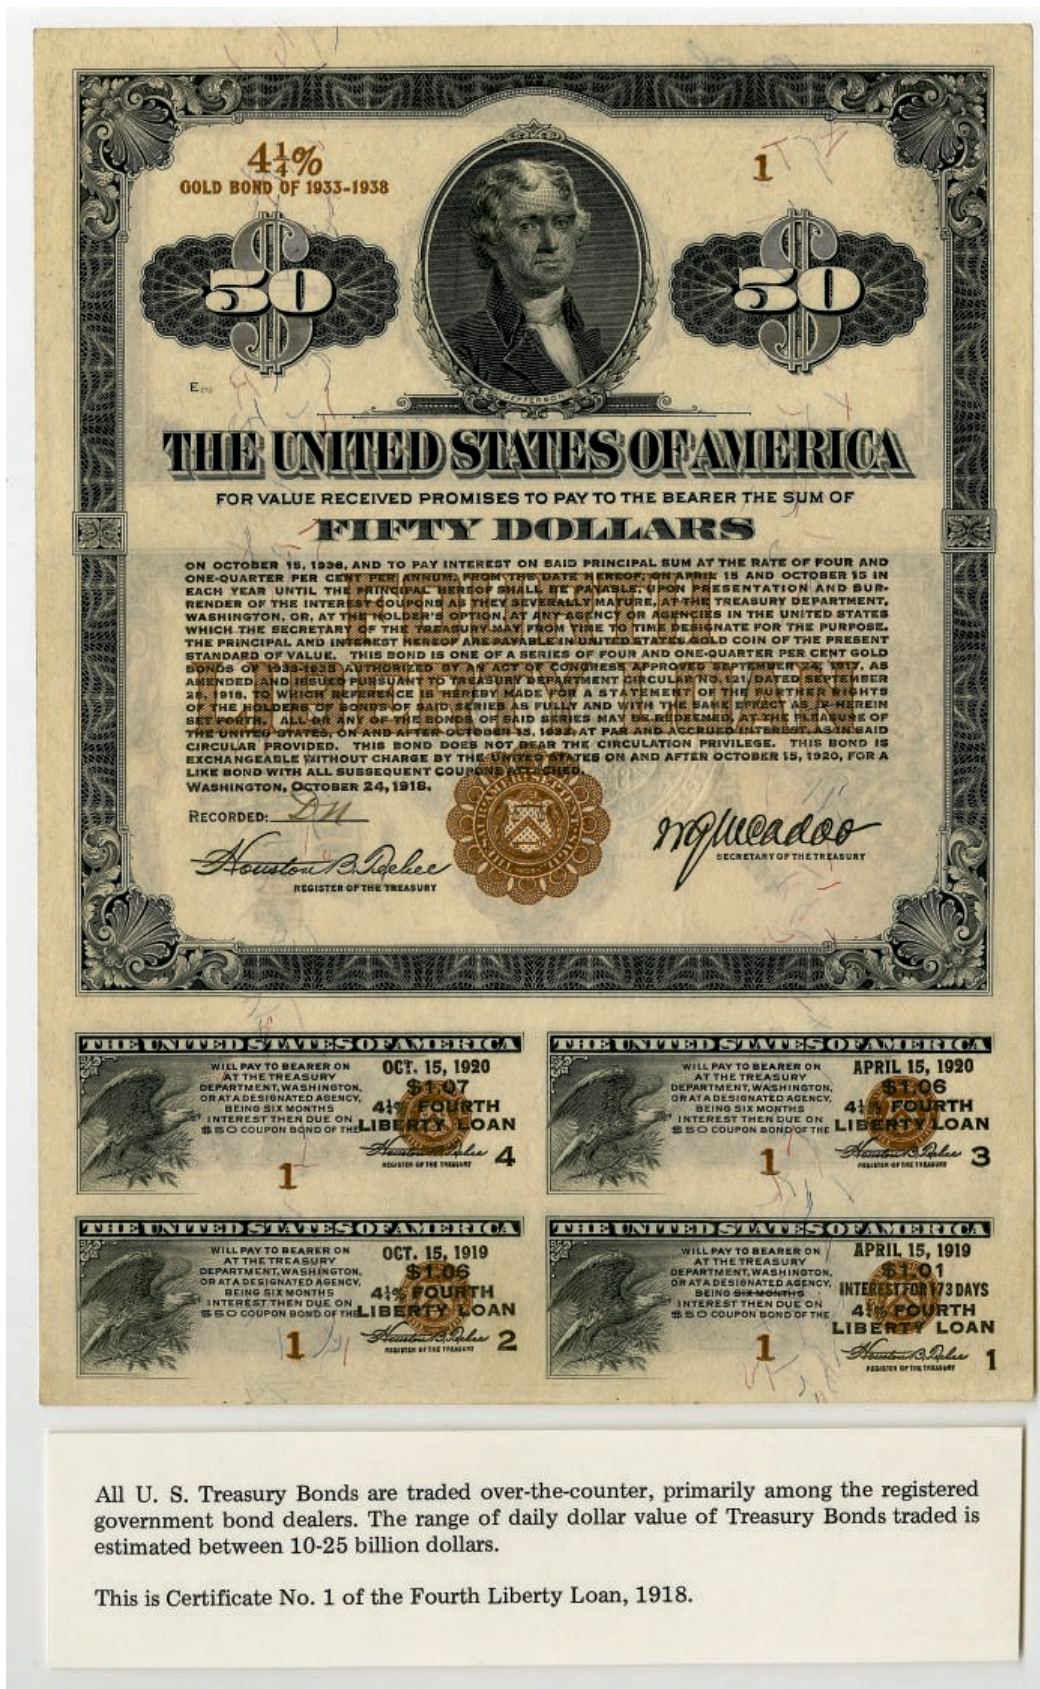 4¼%
GOLD BOND OF 1933-1938
1
$50
$50
JEFFERSON
E
THE UNITED STATES OF AMERICA
FOR VALUE RECEIVED PROMISES TO PAY TO THE BEARER THE SUM OF
FIFTY DOLLARS
ON OCTOBER 15, 1938, AND TO PAY INTEREST ON SAID PRINCIPAL SUM AT THE RATE OF FOUR AND
ONE-QUARTER PER CENT PER ANNUM, FROM THE DATE HEREOF, ON APRIL 15 AND OCTOBER 15 IN
EACH YEAR UNTIL THE PRINCIPAL HEREOF SHALL BE PAYABLE, UPON PRESENTATION AND SUR-
RENDER OF THE INTEREST COUPONS AS THEY SEVERALLY MATURE, AT THE TREASURY DEPARTMENT,
WASHINGTON, OR, AT THE HOLDER'S OPTION, AT ANY AGENCY OR AGENCIES IN THE UNITED STATES
WHICH THE SECRETARY OF THE TREASURY MAY FROM TIME TO TIME DESIGNATE FOR THE PURPOSE.
THE PRINCIPAL AND INTEREST HEREOF ARE PAYABLE IN UNITED STATES GOLD COIN OF THE PRESENT
STANDARD OF VALUE. THIS BOND IS ONE OF A SERIES OF FOUR AND ONE-QUARTER PER CENT GOLD
BONDS OF 1933-1938 AUTHORIZED BY AN ACT OF CONGRESS APPROVED SEPTEMBER 24, 1917, AS
AMENDED, AND ISSUED PURSUANT TO TREASURY DEPARTMENT CIRCULAR NO. 121, DATED SEPTEMBER
28, 1918, TO WHICH REFERENCE IS HEREBY MADE FOR A STATEMENT OF THE FURTHER RIGHTS
OF THE HOLDERS OF BONDS OF SAID SERIES AS FULLY AND WITH THE SAME EFFECT AS IF HEREIN
SET FORTH. ALL OR ANY OF THE BONDS OF SAID SERIES MAY BE REDEEMED, AT THE PLEASURE OF
THE UNITED STATES, ON AND AFTER OCTOBER 15, 1933, AT PAR AND ACCRUED INTEREST, AS IN SAID
CIRCULAR PROVIDED. THIS BOND DOES NOT BEAR THE CIRCULATION PRIVILEGE. THIS BOND IS
EXCHANGEABLE WITHOUT CHARGE BY THE UNITED STATES ON AND AFTER OCTOBER 15, 1920, FOR A
LIKE BOND WITH ALL SUBSEQUENT COUPONS ATTACHED.
WASHINGTON, OCTOBER 24, 1918.
RECORDED: DN
Houston B. Teehee
REGISTER OF THE TREASURY
W G McAdoo
SECRETARY OF THE TREASURY
THE UNITED STATES OF AMERICA
WILL PAY TO BEARER ON
AT THE TREASURY
DEPARTMENT, WASHINGTON,
OR AT A DESIGNATED AGENCY,
BEING SIX MONTHS
INTEREST THEN DUE ON
$50 COUPON BOND OF THE
OCT. 15, 1920
$1.07
4¼% FOURTH
LIBERTY LOAN
Houston B. Teehee
REGISTER OF THE TREASURY
4
1
THE UNITED STATES OF AMERICA
WILL PAY TO BEARER ON
AT THE TREASURY
DEPARTMENT, WASHINGTON,
OR AT A DESIGNATED AGENCY,
BEING SIX MONTHS
INTEREST THEN DUE ON
$50 COUPON BOND OF THE
APRIL 15, 1920
$1.06
4¼% FOURTH
LIBERTY LOAN
Houston B. Teehee
REGISTER OF THE TREASURY
3
1
THE UNITED STATES OF AMERICA
WILL PAY TO BEARER ON
AT THE TREASURY
DEPARTMENT, WASHINGTON,
OR AT A DESIGNATED AGENCY,
BEING SIX MONTHS
INTEREST THEN DUE ON
$50 COUPON BOND OF THE
OCT. 15, 1919
$1.06
4¼% FOURTH
LIBERTY LOAN
Houston B. Teehee
REGISTER OF THE TREASURY
2
1
THE UNITED STATES OF AMERICA
WILL PAY TO BEARER ON
AT THE TREASURY
DEPARTMENT, WASHINGTON,
OR AT A DESIGNATED AGENCY,
BEING SIX MONTHS
INTEREST THEN DUE ON
$50 COUPON BOND OF THE
APRIL 15, 1919
$1.01
INTEREST FOR 173 DAYS
4¼% FOURTH
LIBERTY LOAN
Houston B. Teehee
REGISTER OF THE TREASURY
1
1
All U. S. Treasury Bonds are traded over-the-counter, primarily among the registered
government bond dealers. The range of daily dollar value of Treasury Bonds traded is
estimated between 10-25 billion dollars.
This is Certificate No. 1 of the Fourth Liberty Loan, 1918.